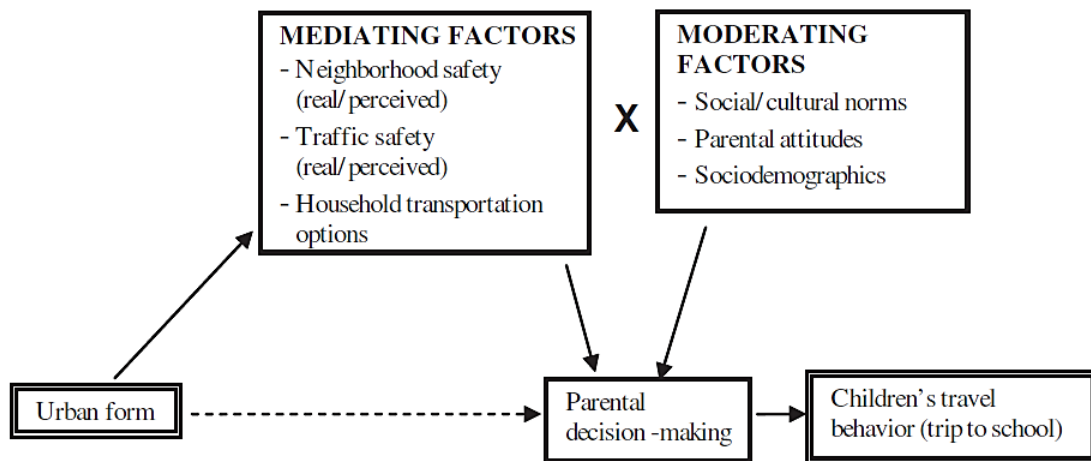 MEDIATING FACTORS
- Neighborhood safety
(real/ perceived)
- Traffic safety
(real/ perceived)
- Household transportation
options
X
MODERATING
FACTORS
- Social/ cultural norms
- Parental attitudes
- Sociodemographics
Urban form
Parental
decision -making
Children's travel
behavior (trip to school)